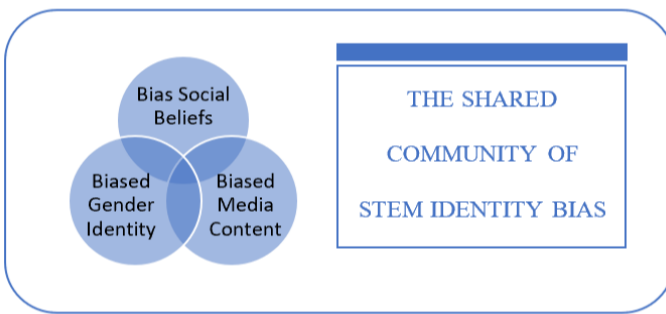 Bias Social
Beliefs
Biased
Gender
Identity
Biased
Media
Content
THE SHARED
COMMUNITY OF
STEM IDENTITY BIAS